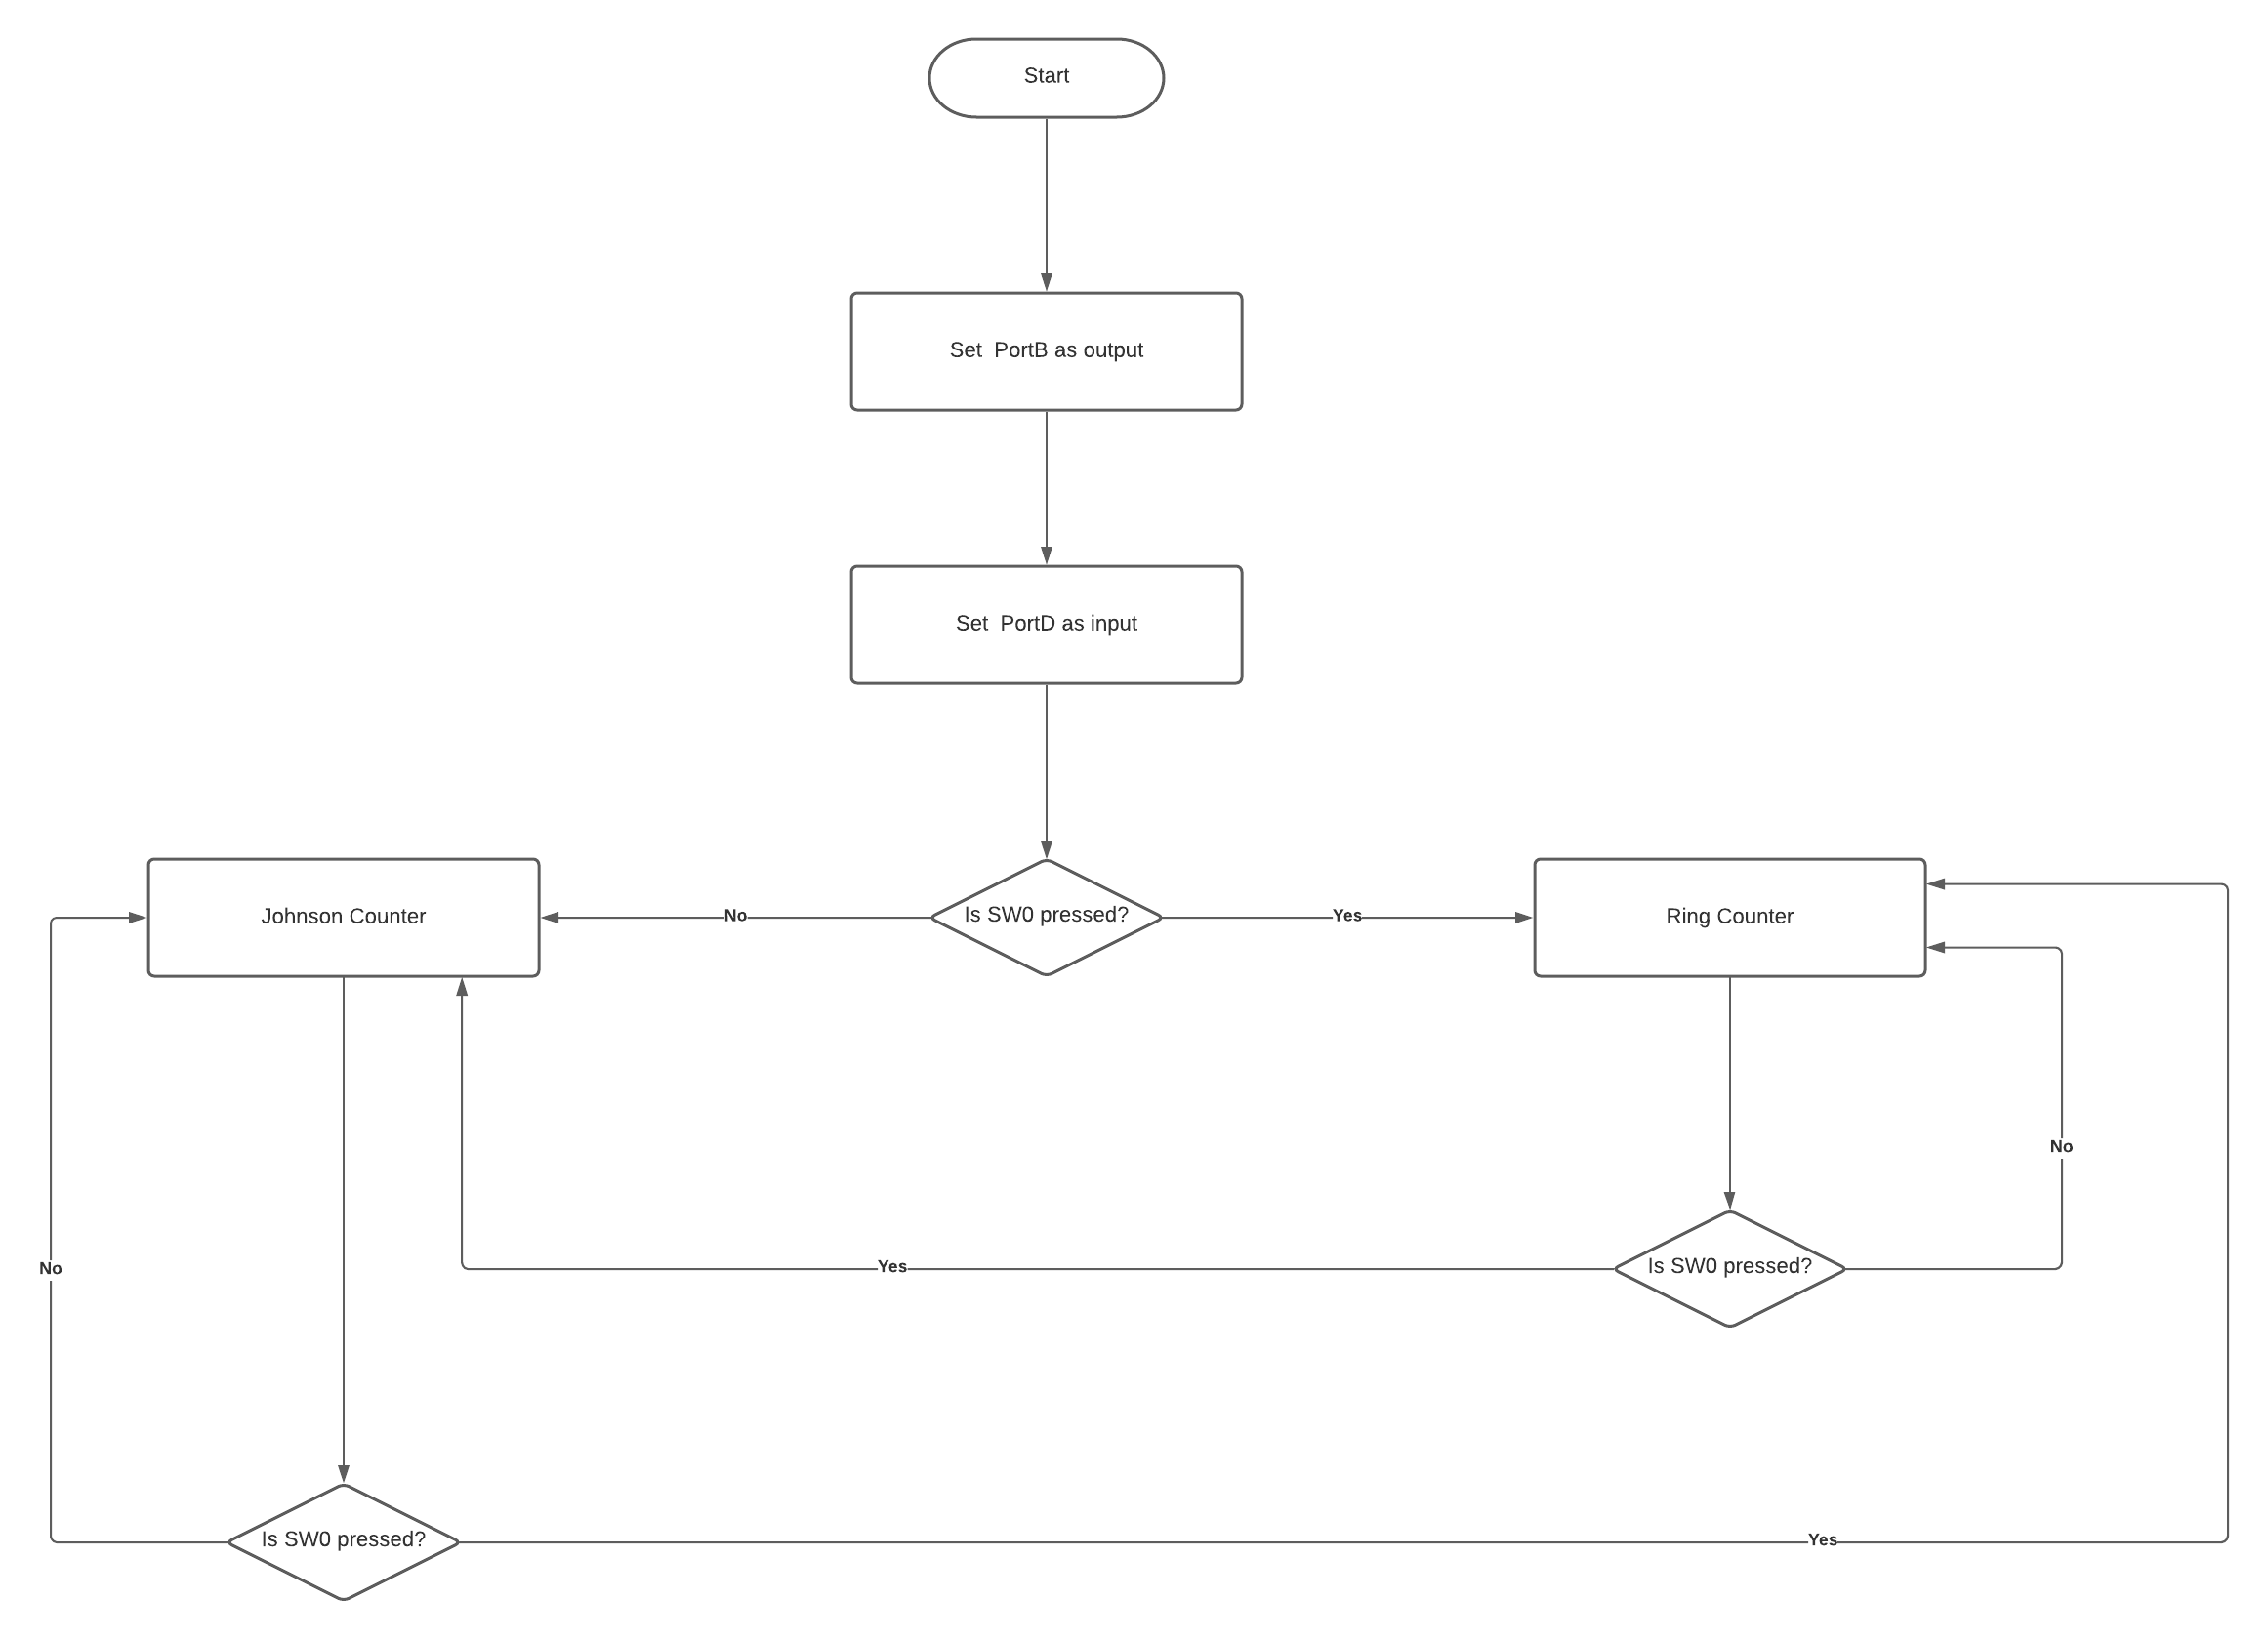 Start
Set  PortB as output
Set  PortD as input
Johnson Counter
No
Is SW0 pressed?
Yes
Ring Counter
No
Yes
Is SW0 pressed?
No
Is SW0 pressed?
Yes